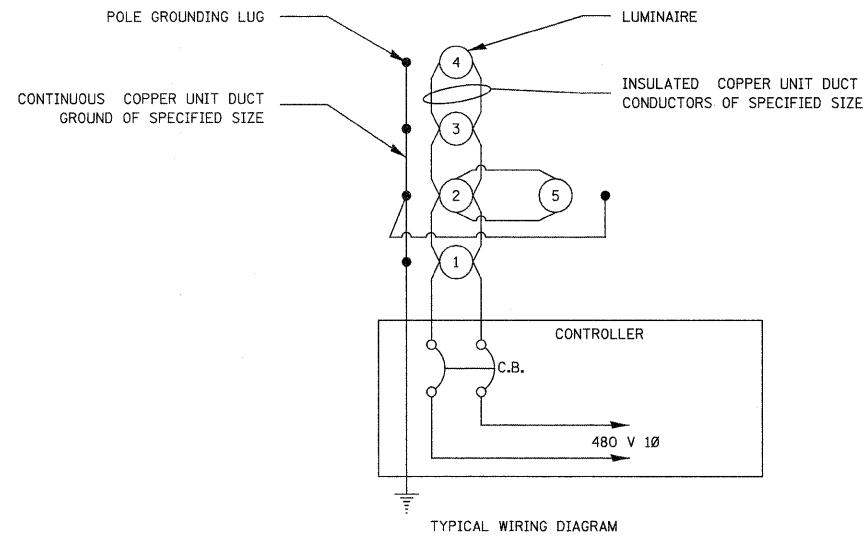 POLE GROUNDING LUG
LUMINAIRE
CONTINUOUS COPPER UNIT DUCT
GROUND OF SPECIFIED SIZE
INSULATED COPPER UNIT DUCT
CONDUCTORS OF SPECIFIED SIZE
4
3
2
5
1
CONTROLLER
C.B.
480 V 1Ø
TYPICAL WIRING DIAGRAM